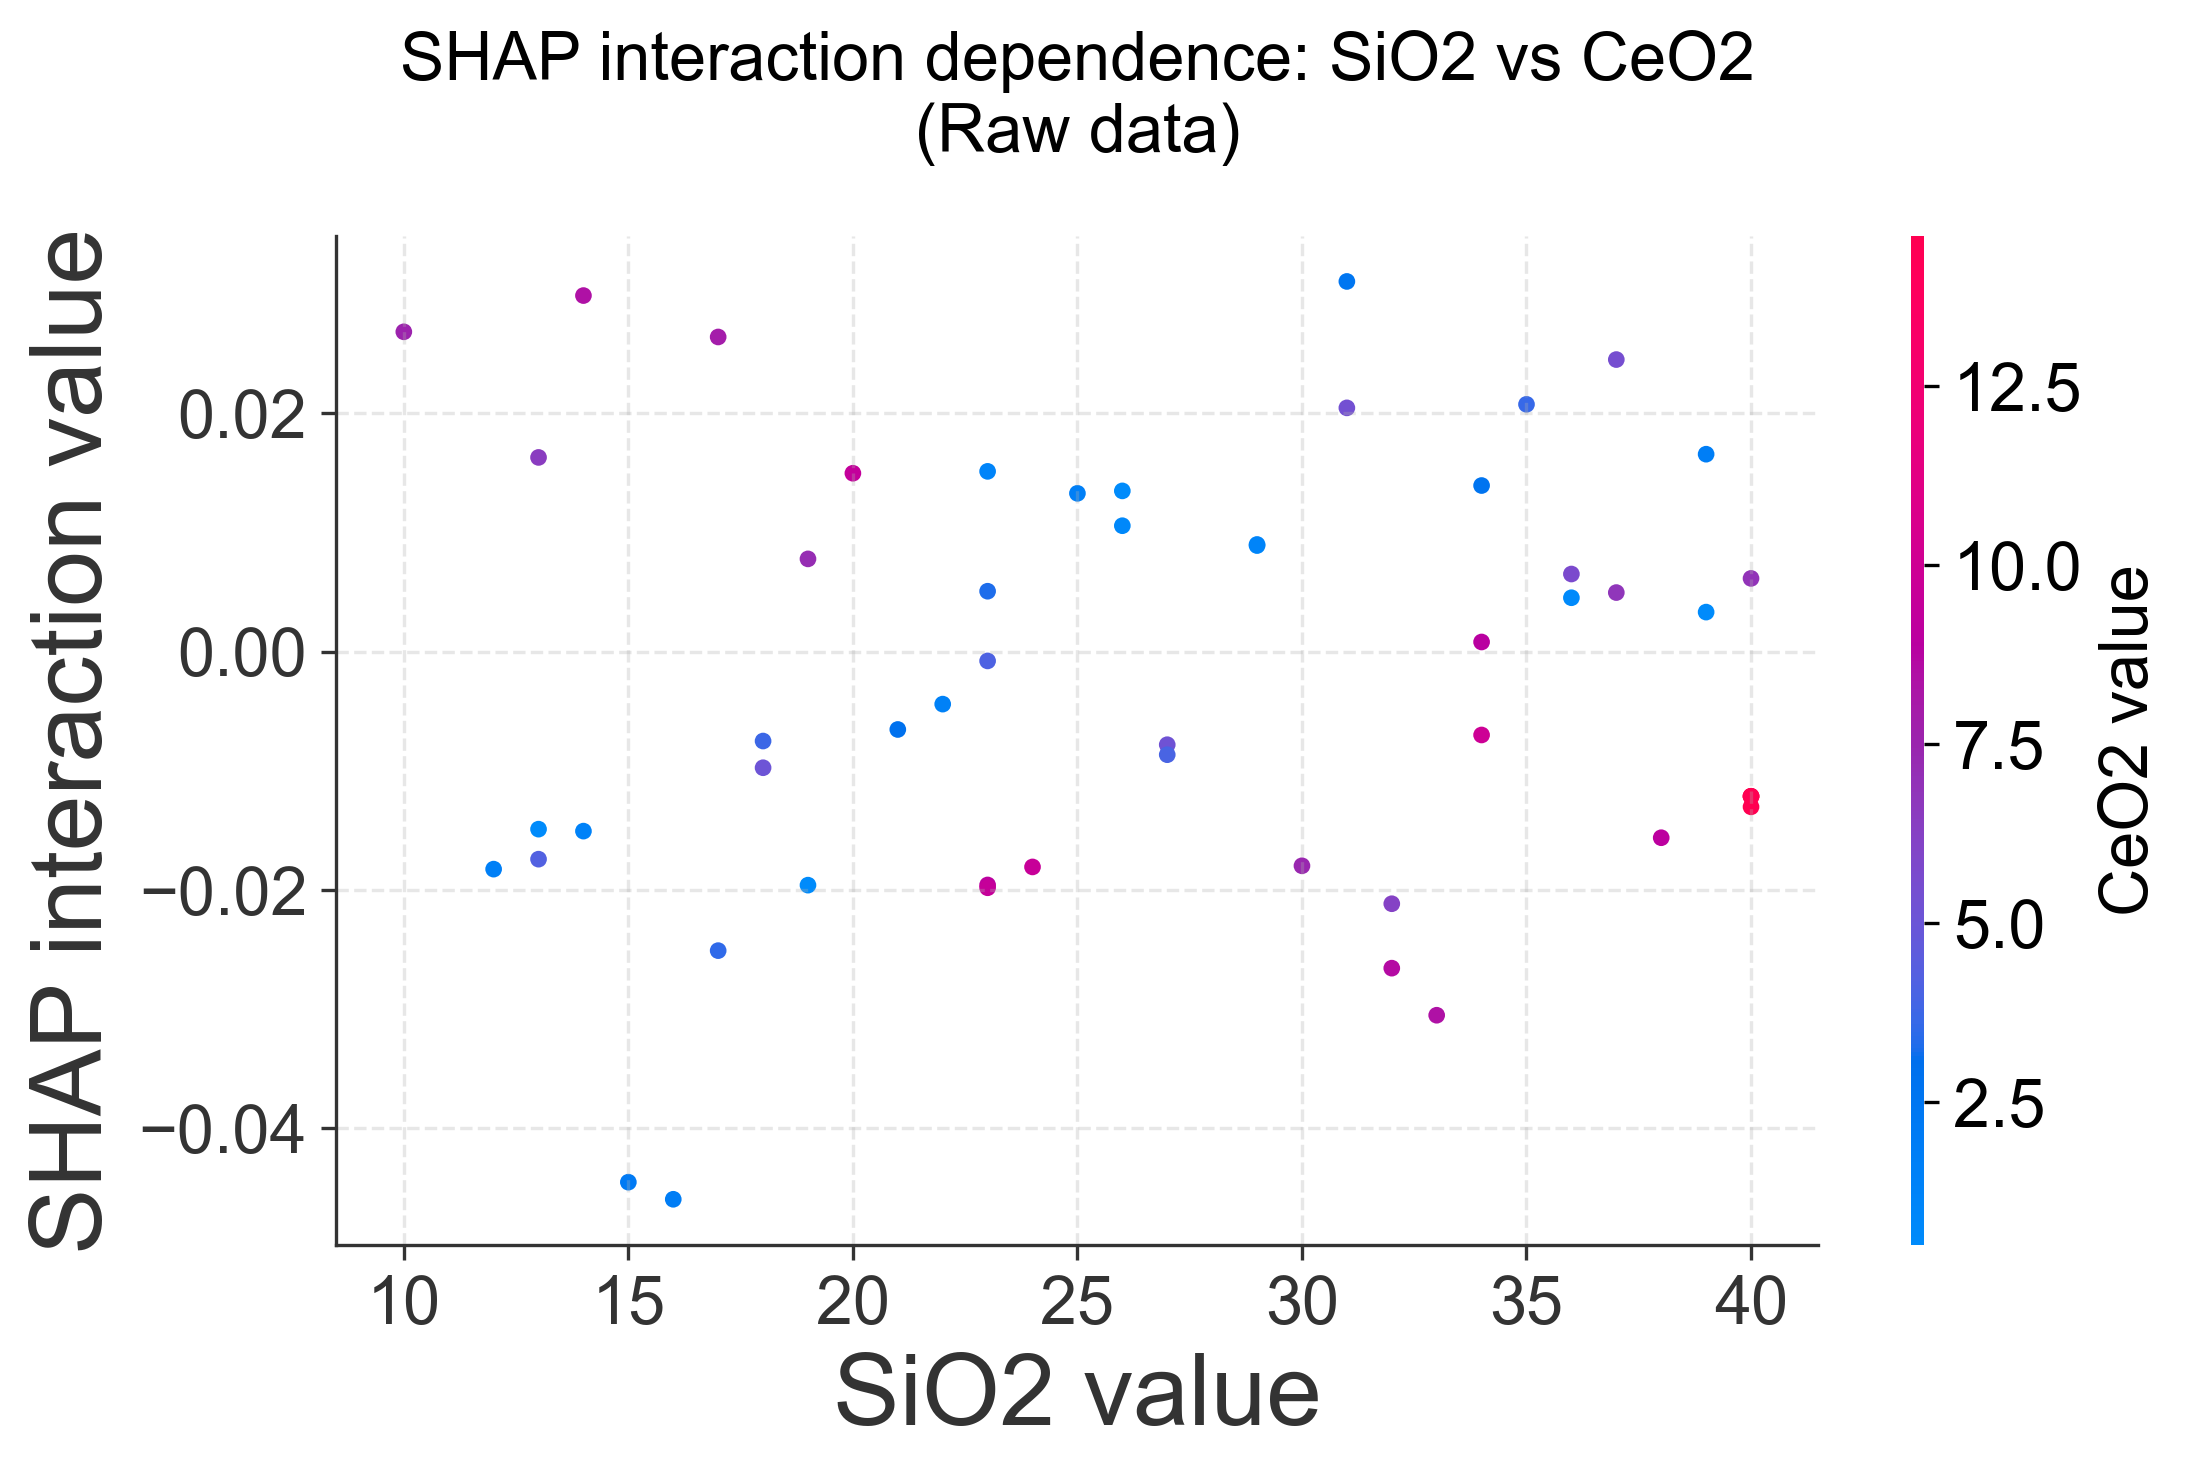 SHAP interaction dependence: SiO2 vs CeO2
(Raw data)
SHAP interaction value
0.02
0.00
−0.02
−0.04
10 15 20 25 30 35 40
SiO2 value
12.5
10.0
7.5
5.0
2.5
CeO2 value